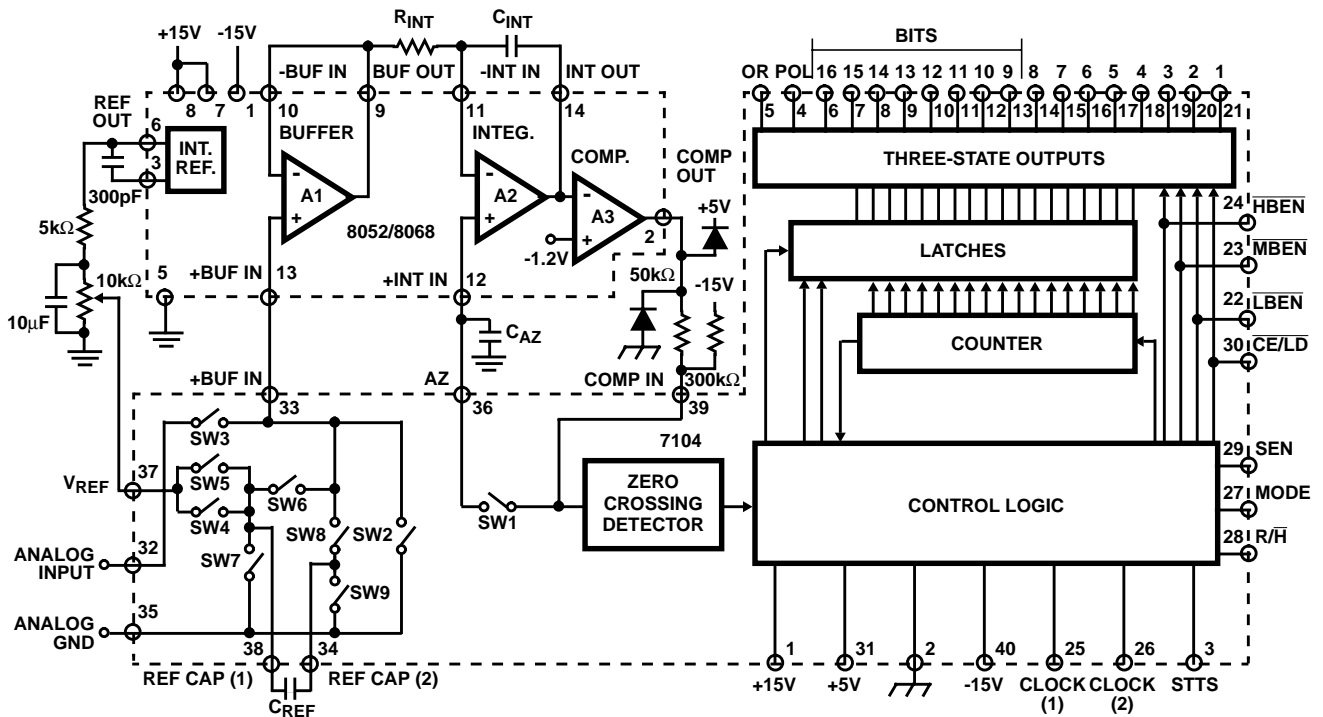 +15V
-15V
RINT
CINT
-BUF IN
BUF OUT
-INT IN
INT OUT
REF
OUT
8
7
1
10
9
11
14
6
3
INT.
REF.
300pF
BUFFER
A1
INTEG.
A2
COMP.
A3
COMP
OUT
+5V
2
8052/8068
-1.2V
5kΩ
10kΩ
10μF
5
+BUF IN
13
+INT IN
12
50kΩ
-15V
CAZ
300kΩ
+BUF IN
33
AZ
36
COMP IN
39
7104
SW3
37
VREF
SW5
SW4
SW6
32
ANALOG
INPUT
SW7
SW8
SW2
SW9
35
ANALOG
GND
38
34
REF CAP (1)
REF CAP (2)
CREF
SW1
ZERO
CROSSING
DETECTOR
BITS
OR POL 16 15 14 13 12 11 10 9 8 7 6 5 4 3 2 1
5 4 6 7 8 9 10 11 12 13 14 15 16 17 18 19 20 21
THREE-STATE OUTPUTS
LATCHES
COUNTER
CONTROL LOGIC
24
HBEN
23
MBEN
22
LBEN
30
CE/LD
29
SEN
27
MODE
28
R/H
1
31
2
40
25
26
3
+15V
+5V
-15V
CLOCK
(1)
CLOCK
(2)
STTS